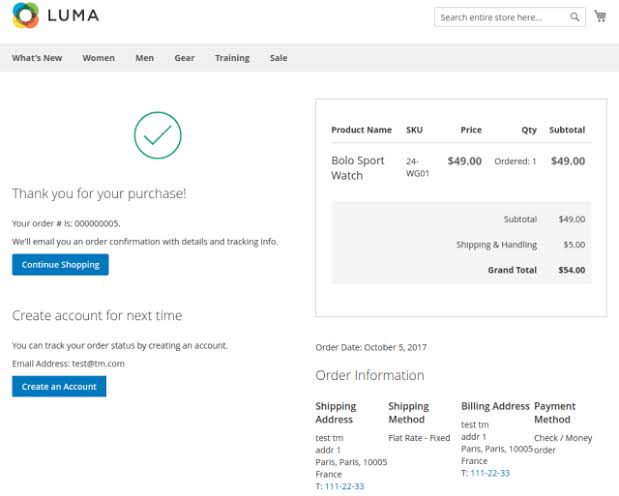 LUMA
Search entire store here...
What's New Women Men Gear Training Sale
Thank you for your purchase!
Your order # is: 000000005.
We'll email you an order confirmation with details and tracking info.
Continue Shopping
Create account for next time
You can track your order status by creating an account.
Email Address: test@tm.com
Create an Account
Product Name SKU Price Qty Subtotal
Bolo Sport Watch 24-WG01 $49.00 Ordered: 1 $49.00
Subtotal $49.00
Shipping & Handling $5.00
Grand Total $54.00
Order Date: October 5, 2017
Order Information
Shipping Address
test tm
addr 1
Paris, Paris, 10005
France
T: 111-22-33
Shipping Method
Flat Rate - Fixed
Billing Address
test tm
addr 1
Paris, Paris, 10005
France
T: 111-22-33
Payment Method
Check / Money order